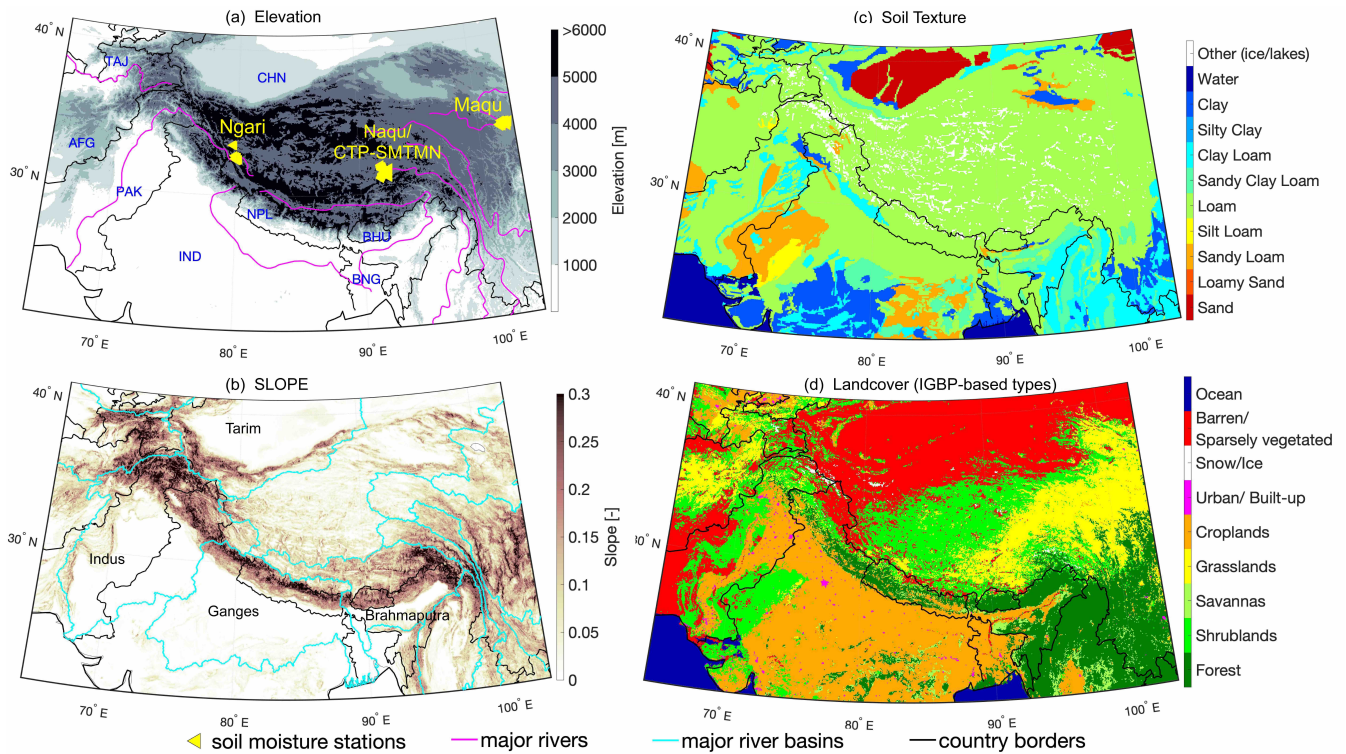 (a) Elevation
40° N
30° N
70° E
80° E
90° E
100° E
TAJ
CHN
AFG
PAK
IND
NPL
BHU
BNG
Ngari
Naqu/
CTP-SMTMN
Maqu
>6000
5000
4000
3000
2000
1000
Elevation [m]
(c) Soil Texture
40° N
30° N
70° E
80° E
90° E
100° E
Other (ice/lakes)
Water
Clay
Silty Clay
Clay Loam
Sandy Clay Loam
Loam
Silt Loam
Sandy Loam
Loamy Sand
Sand
(b) SLOPE
40° N
30° N
70° E
80° E
90° E
100° E
Tarim
Indus
Ganges
Brahmaputra
0.3
0.25
0.2
0.15
0.1
0.05
0
Slope [-]
(d) Landcover (IGBP-based types)
40° N
30° N
70° E
80° E
90° E
100° E
Ocean
Barren/
Sparsely vegetated
Snow/Ice
Urban/ Built-up
Croplands
Grasslands
Savannas
Shrublands
Forest
soil moisture stations
major rivers
major river basins
country borders